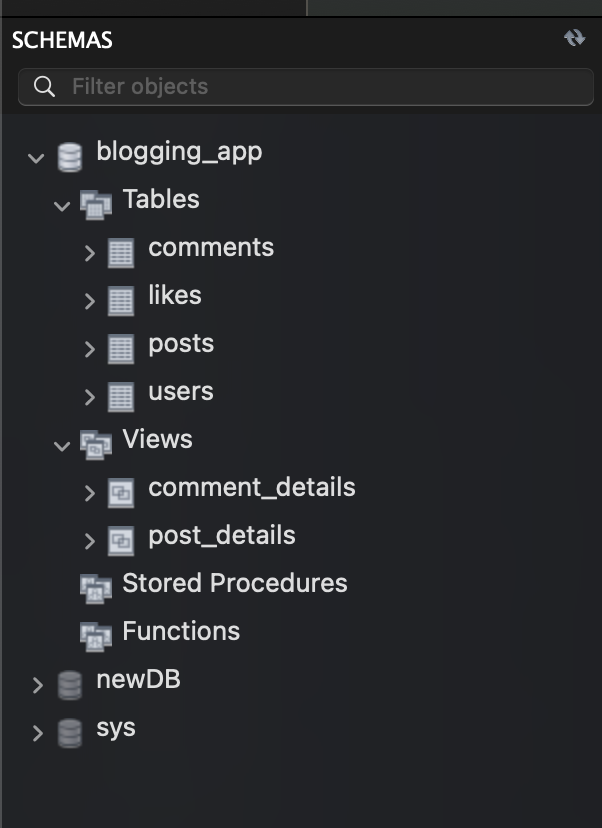 SCHEMAS
Filter objects
blogging_app
Tables
comments
likes
posts
users
Views
comment_details
post_details
Stored Procedures
Functions
newDB
sys